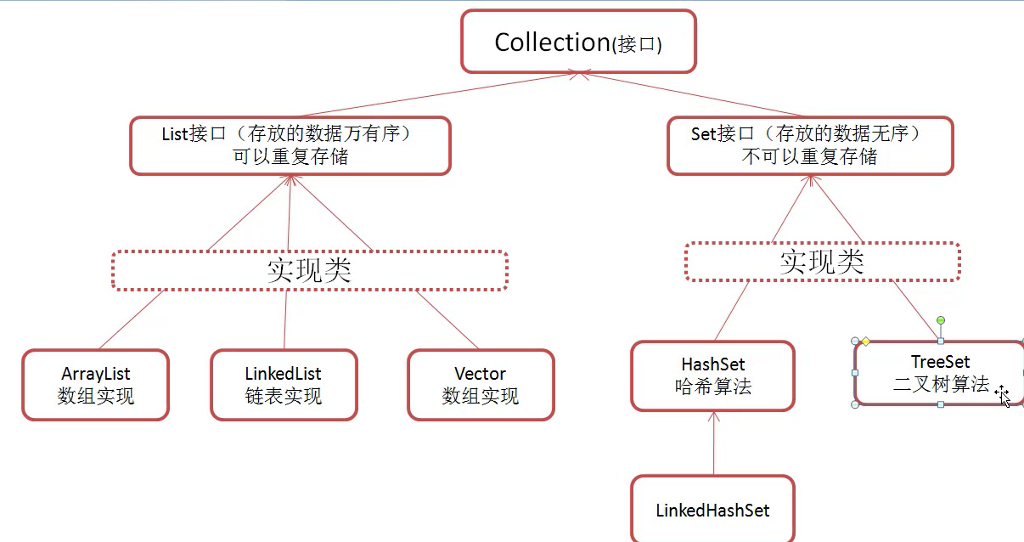 Collection(接口)
List接口（存放的数据万有序）
可以重复存储
Set接口（存放的数据无序）
不可以重复存储
实现类
实现类
ArrayList
数组实现
LinkedList
链表实现
Vector
数组实现
HashSet
哈希算法
TreeSet
二叉树算法
LinkedHashSet